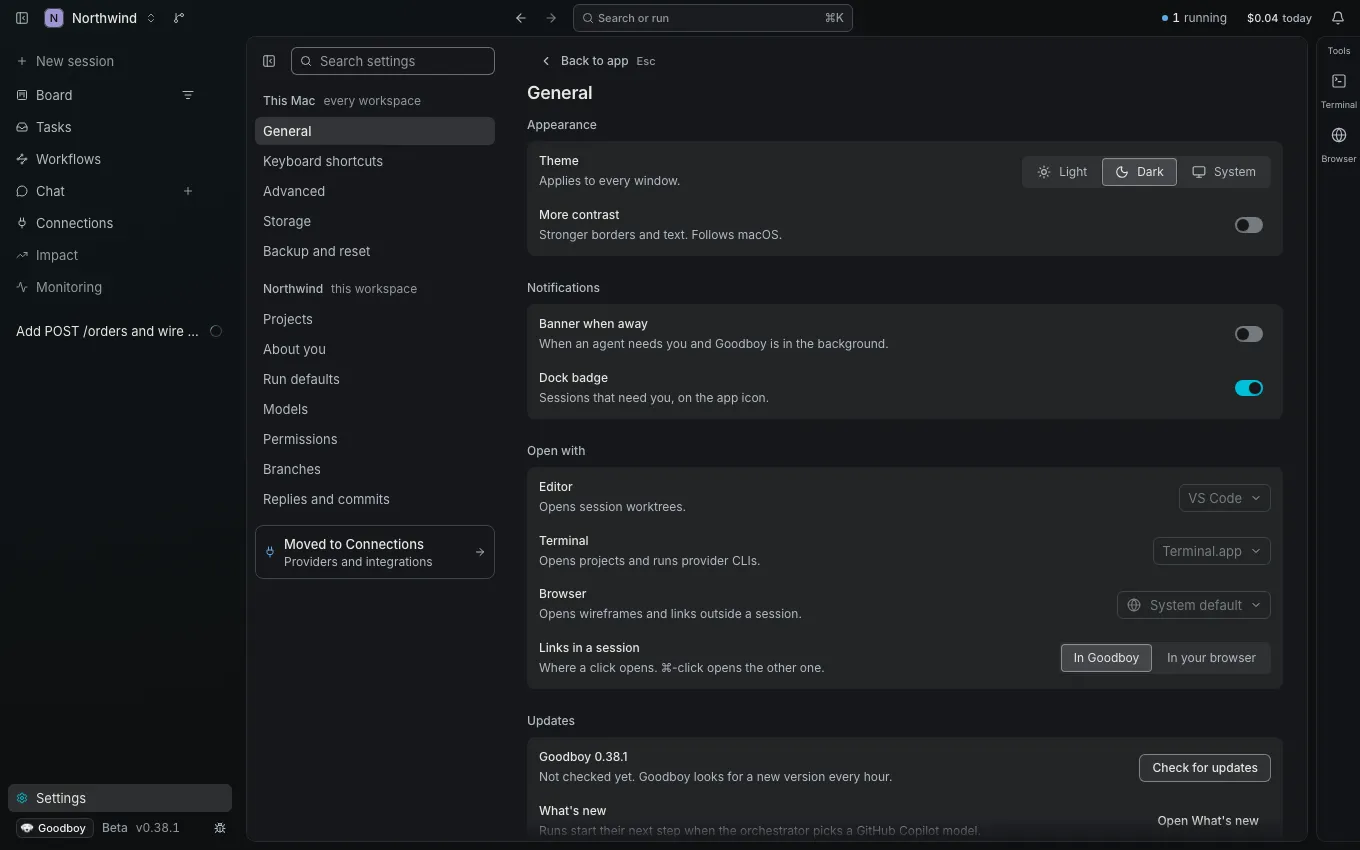 N Northwind
Search or run ⌘K
1 running $0.04 today
New session
Board
Tasks
Workflows
Chat
Connections
Impact
Monitoring
Add POST /orders and wire ...
Settings
Goodboy Beta v0.38.1
Search settings
This Mac every workspace
General
Keyboard shortcuts
Advanced
Storage
Backup and reset
Northwind this workspace
Projects
About you
Run defaults
Models
Permissions
Branches
Replies and commits
Moved to Connections
Providers and integrations
Back to app Esc
General
Appearance
Theme
Applies to every window.
Light Dark System
More contrast
Stronger borders and text. Follows macOS.
Notifications
Banner when away
When an agent needs you and Goodboy is in the background.
Dock badge
Sessions that need you, on the app icon.
Open with
Editor
Opens session worktrees.
VS Code
Terminal
Opens projects and runs provider CLIs.
Terminal.app
Browser
Opens wireframes and links outside a session.
System default
Links in a session
Where a click opens. ⌘-click opens the other one.
In Goodboy In your browser
Updates
Goodboy 0.38.1
Not checked yet. Goodboy looks for a new version every hour.
Check for updates
What's new
Runs start their next step when the orchestrator picks a GitHub Copilot model.
Open What's new
Tools
Terminal
Browser